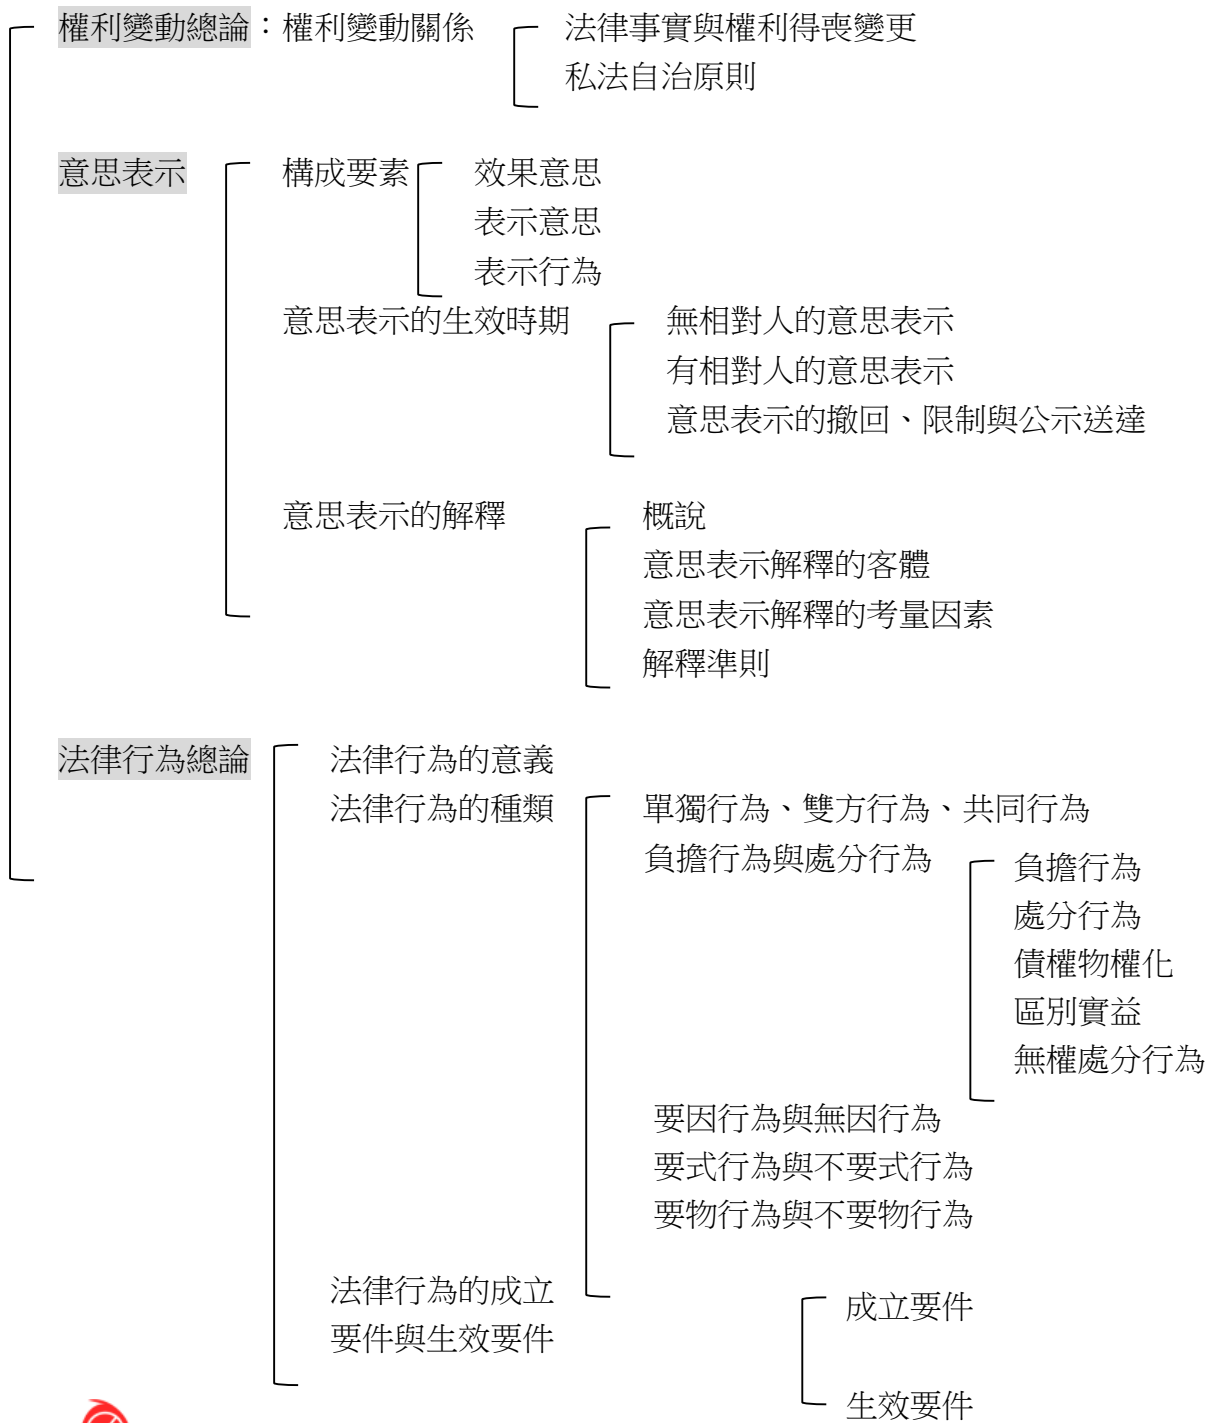 權利變動總論：權利變動關係
法律事實與權利得喪變更
私法自治原則
意思表示
構成要素
效果意思
表示意思
表示行為
意思表示的生效時期
無相對人的意思表示
有相對人的意思表示
意思表示的撤回、限制與公示送達
意思表示的解釋
概說
意思表示解釋的客體
意思表示解釋的考量因素
解釋準則
法律行為總論
法律行為的意義
法律行為的種類
單獨行為、雙方行為、共同行為
負擔行為與處分行為
負擔行為
處分行為
債權物權化
區別實益
無權處分行為
要因行為與無因行為
要式行為與不要式行為
要物行為與不要物行為
法律行為的成立
要件與生效要件
成立要件
生效要件